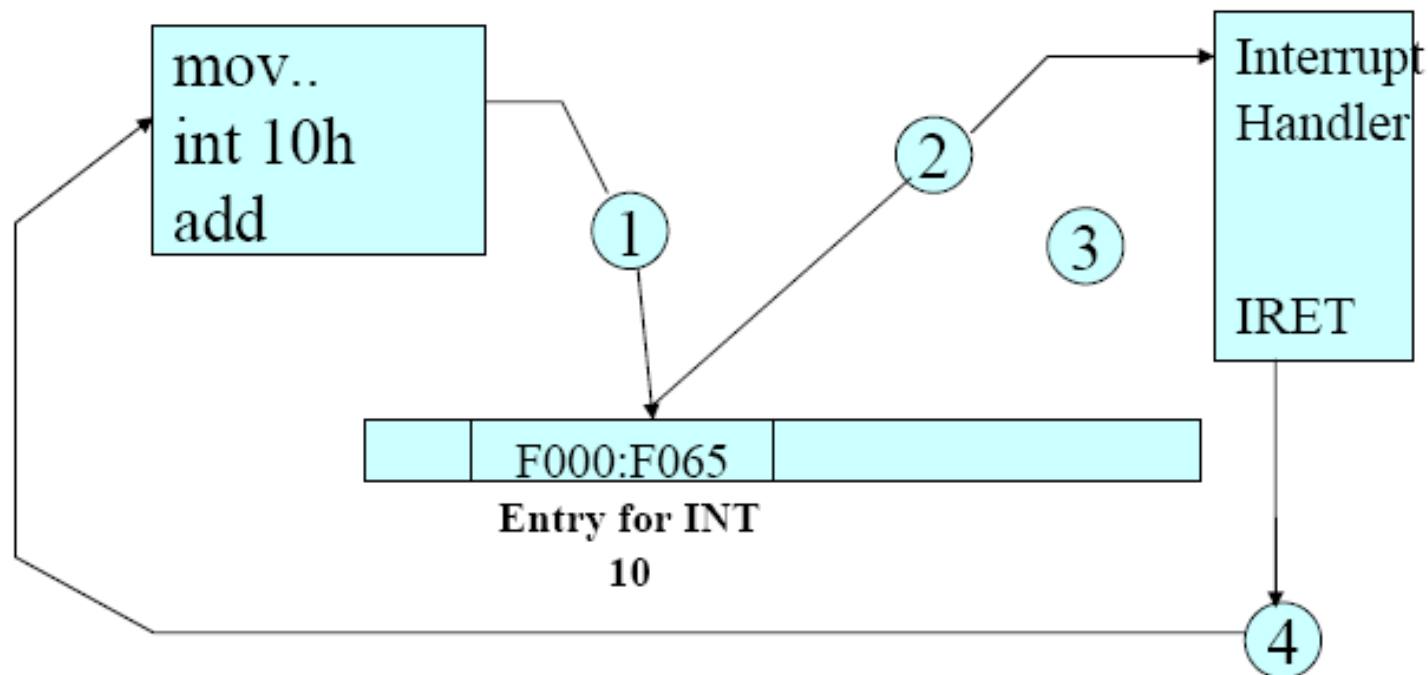 mov..
int 10h
add
1
2
3
Interrupt
Handler
IRET
F000:F065
Entry for INT
10
4